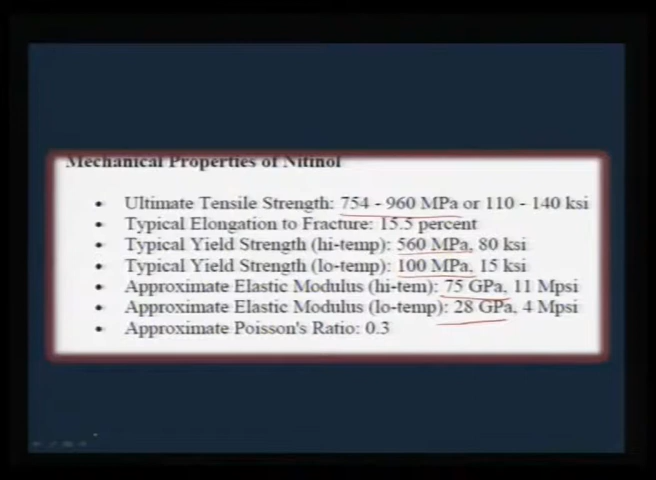 Mechanical Properties of Nitinol
• Ultimate Tensile Strength: 754 - 960 MPa or 110 - 140 ksi
• Typical Elongation to Fracture: 15.5 percent
• Typical Yield Strength (hi-temp): 560 MPa, 80 ksi
• Typical Yield Strength (lo-temp): 100 MPa, 15 ksi
• Approximate Elastic Modulus (hi-tem): 75 GPa, 11 Mpsi
• Approximate Elastic Modulus (lo-temp): 28 GPa, 4 Mpsi
• Approximate Poisson's Ratio: 0.3